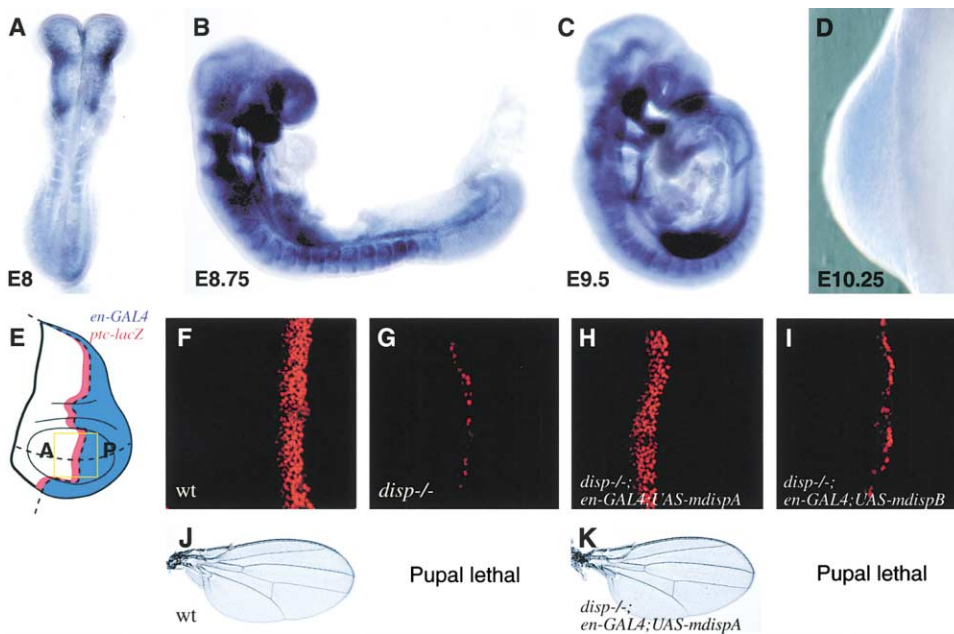 A
B
C
D
E8
E8.75
E9.5
E10.25
E
en-GAL4
ptc-lacZ
A
P
F
wt
G
disp-/-
H
disp-/-;
en-GAL4;UAS-mdispA
I
disp-/-;
en-GAL4;UAS-mdispB
J
wt
Pupal lethal
K
disp-/-;
en-GAL4;UAS-mdispA
Pupal lethal